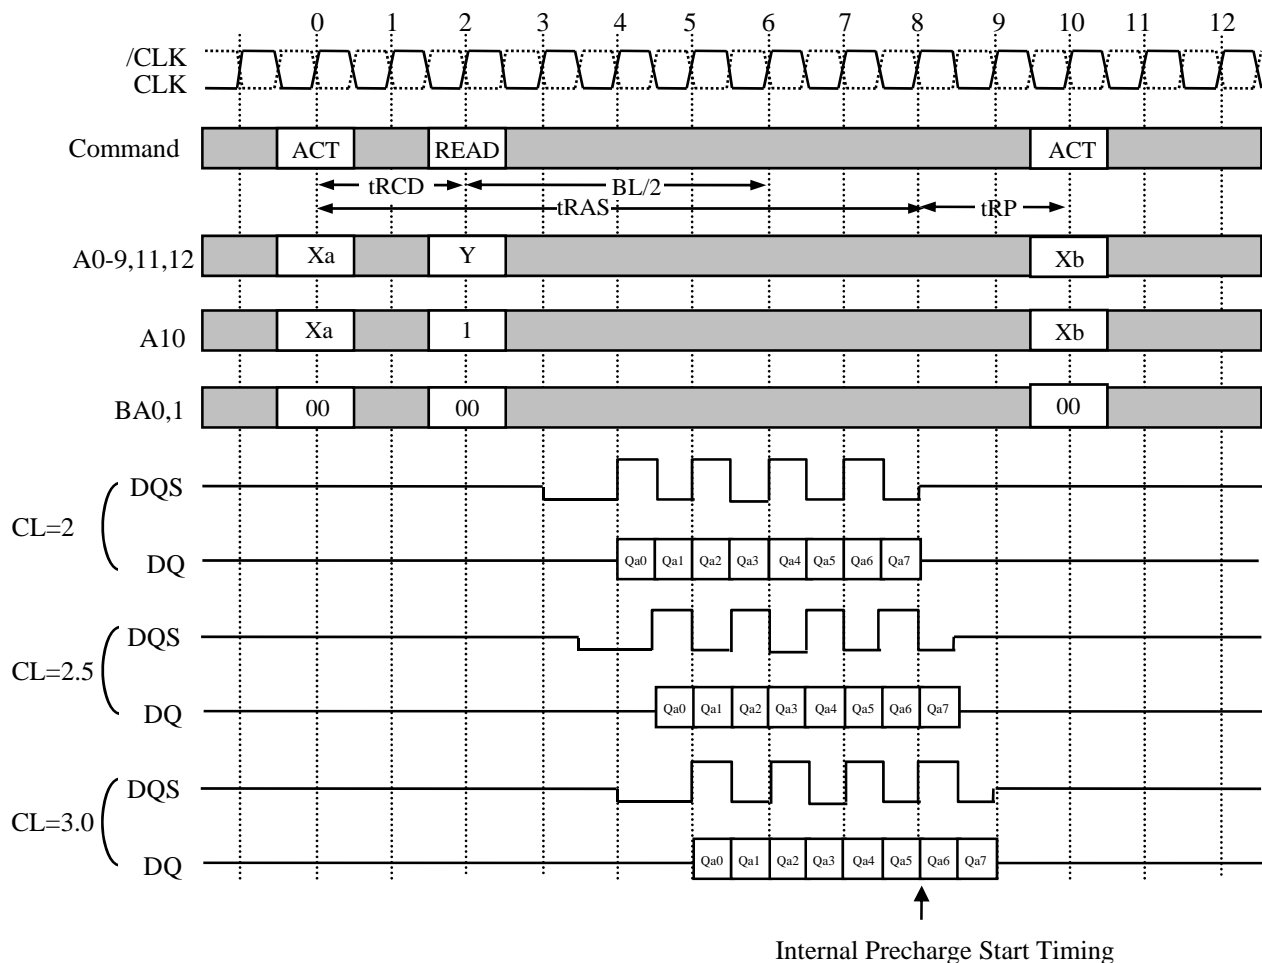 0 1 2 3 4 5 6 7 8 9 10 11 12
/CLK
CLK
Command ACT READ ACT
tRCD BL/2
tRAS tRP
A0-9,11,12 Xa Y Xb
A10 Xa 1 Xb
BA0,1 00 00 00
DQS
CL=2
DQ Qa0 Qa1 Qa2 Qa3 Qa4 Qa5 Qa6 Qa7
DQS
CL=2.5
DQ Qa0 Qa1 Qa2 Qa3 Qa4 Qa5 Qa6 Qa7
DQS
CL=3.0
DQ Qa0 Qa1 Qa2 Qa3 Qa4 Qa5 Qa6 Qa7
Internal Precharge Start Timing